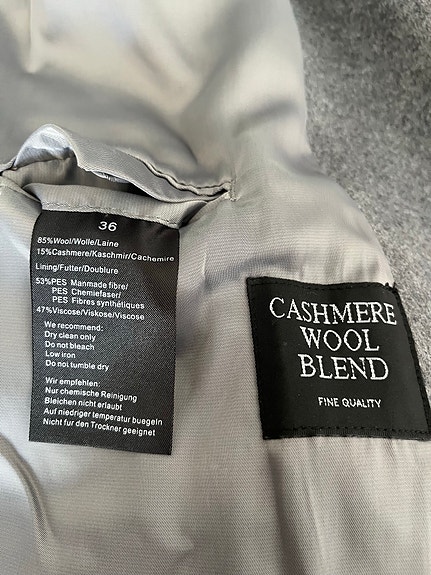 36
85%Wool/Wolle/Laine
15%Cashmere/Kaschmir/Cachemire
Lining/Futter/Doublure
53%PES Manmade fibre/
PES Chemiefaser/
PES Fibres synthétiques
47%Viscose/Viskose/Viscose
We recommend:
Dry clean only
Do not bleach
Low iron
Do not tumble dry
Wir empfehlen:
Nur chemische Reinigung
Bleichen nicht erlaubt
Auf niedriger temperatur buegeln
Nicht fur den Trockner geeignet
CASHMERE
WOOL
BLEND
FINE QUALITY